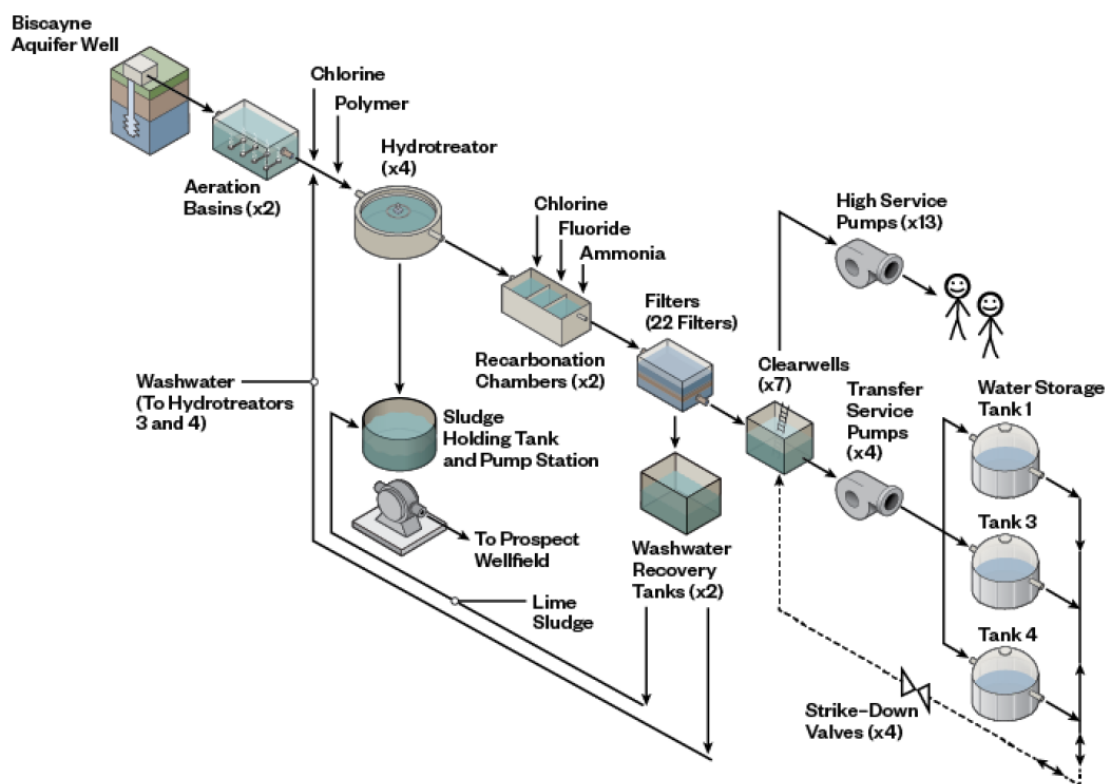 Biscayne
Aquifer Well
Chlorine
Polymer
Aeration
Basins (x2)
Hydrotreator
(x4)
Chlorine
Fluoride
Ammonia
Recarbonation
Chambers (x2)
Filters
(22 Filters)
Clearwells
(x7)
High Service
Pumps (x13)
Transfer
Service
Pumps
(x4)
Water Storage
Tank 1
Tank 3
Tank 4
Washwater
(To Hydrotreators
3 and 4)
Sludge
Holding Tank
and Pump Station
To Prospect
Wellfield
Lime
Sludge
Washwater
Recovery
Tanks (x2)
Strike–Down
Valves (x4)